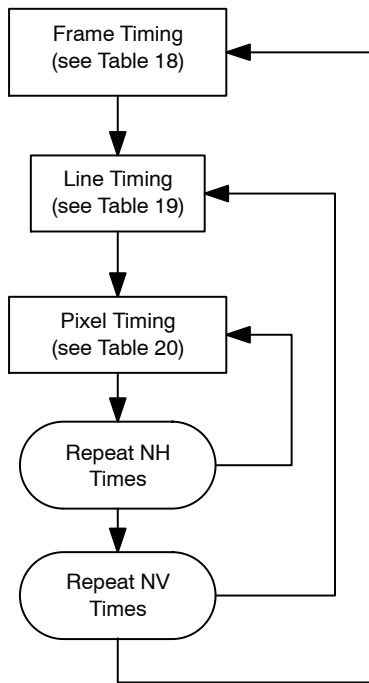 Frame Timing
(see Table 18)
Line Timing
(see Table 19)
Pixel Timing
(see Table 20)
Repeat NH
Times
Repeat NV
Times